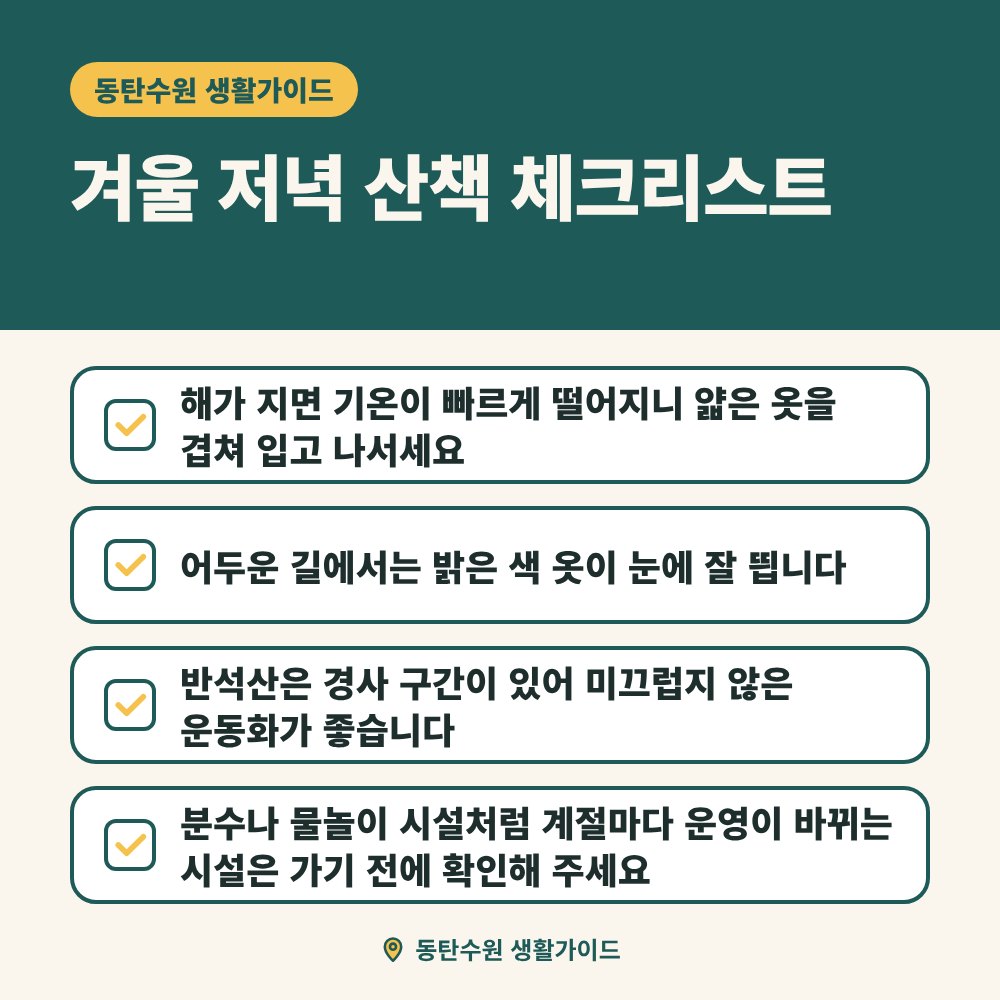 동탄수원 생활가이드
겨울 저녁 산책 체크리스트
해가 지면 기온이 빠르게 떨어지니 얇은 옷을
겹쳐 입고 나서세요
어두운 길에서는 밝은 색 옷이 눈에 잘 띕니다
반석산은 경사 구간이 있어 미끄럽지 않은
운동화가 좋습니다
분수나 물놀이 시설처럼 계절마다 운영이 바뀌는
시설은 가기 전에 확인해 주세요
동탄수원 생활가이드